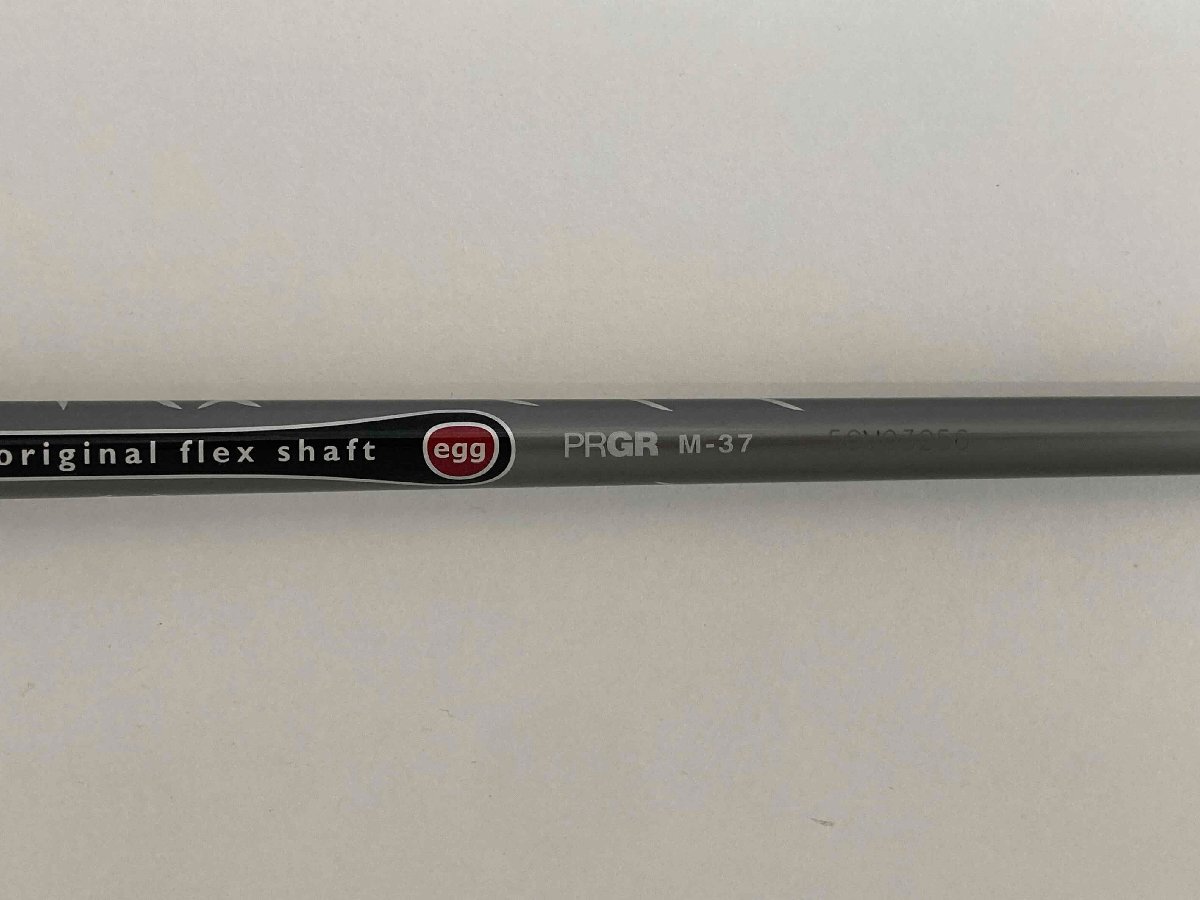 original flex shaft
egg
PRGR M-37